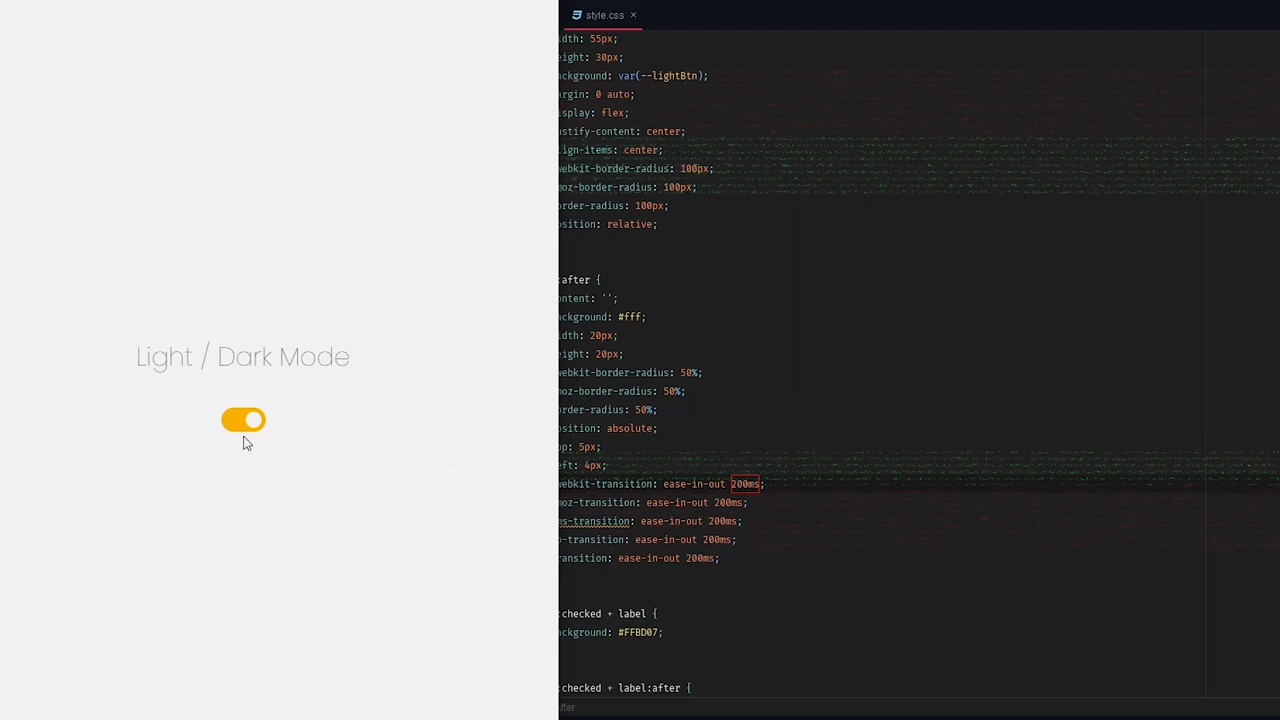 Light / Dark Mode
style.css ×
idth: 55px;
eight: 30px;
ackground: var(--lightBtn);
argin: 0 auto;
isplay: flex;
ustify-content: center;
lign-items: center;
webkit-border-radius: 100px;
moz-border-radius: 100px;
order-radius: 100px;
osition: relative;
:after {
ontent: '';
ackground: #fff;
idth: 20px;
eight: 20px;
webkit-border-radius: 50%;
moz-border-radius: 50%;
order-radius: 50%;
osition: absolute;
op: 5px;
eft: 4px;
webkit-transition: ease-in-out 200ms;
moz-transition: ease-in-out 200ms;
ms-transition: ease-in-out 200ms;
o-transition: ease-in-out 200ms;
ransition: ease-in-out 200ms;
:checked + label {
ackground: #FFBD07;
:checked + label:after {
fter